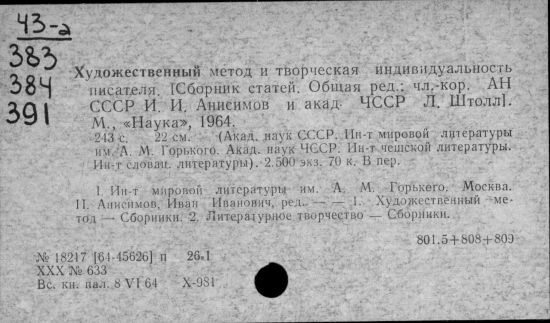 43-а
383
384
391
Художественный метод и творческая индивидуальность
писателя. [Сборник статей. Общая ред.: чл.-кор. АН
СССР И. И. Анисимов и акад. ЧССР Л. Штолл].
М., «Наука», 1964.
243 с. 22 см. (Акад. наук СССР. Ин-т мировой литературы
им. А. М. Горького. Акад. наук ЧССР. Ин-т чешской литературы.
Ин-т словац. литературы). 2.500 экз. 70 к. В пер.
I. Ин-т мировой литературы им. А. М. Горького. Москва.
II. Анисимов, Иван Иванович, ред. — — 1. Художественный ме-
тод — Сборники. 2. Литературное творчество — Сборники.
801.5+808+809
№ 18217 [64-45626] п 26.1
XXX № 633
Вс. кн. пал. 8 VI 64 Х-981